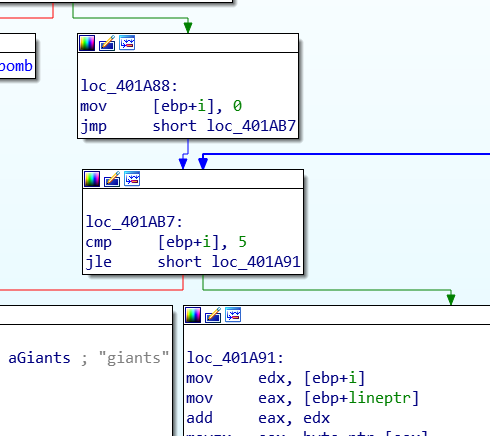 bomb
loc_401A88:
mov [ebp+i], 0
jmp short loc_401AB7
loc_401AB7:
cmp [ebp+i], 5
jle short loc_401A91
aGiants ; "giants"
loc_401A91:
mov edx, [ebp+i]
mov eax, [ebp+lineptr]
add eax, edx